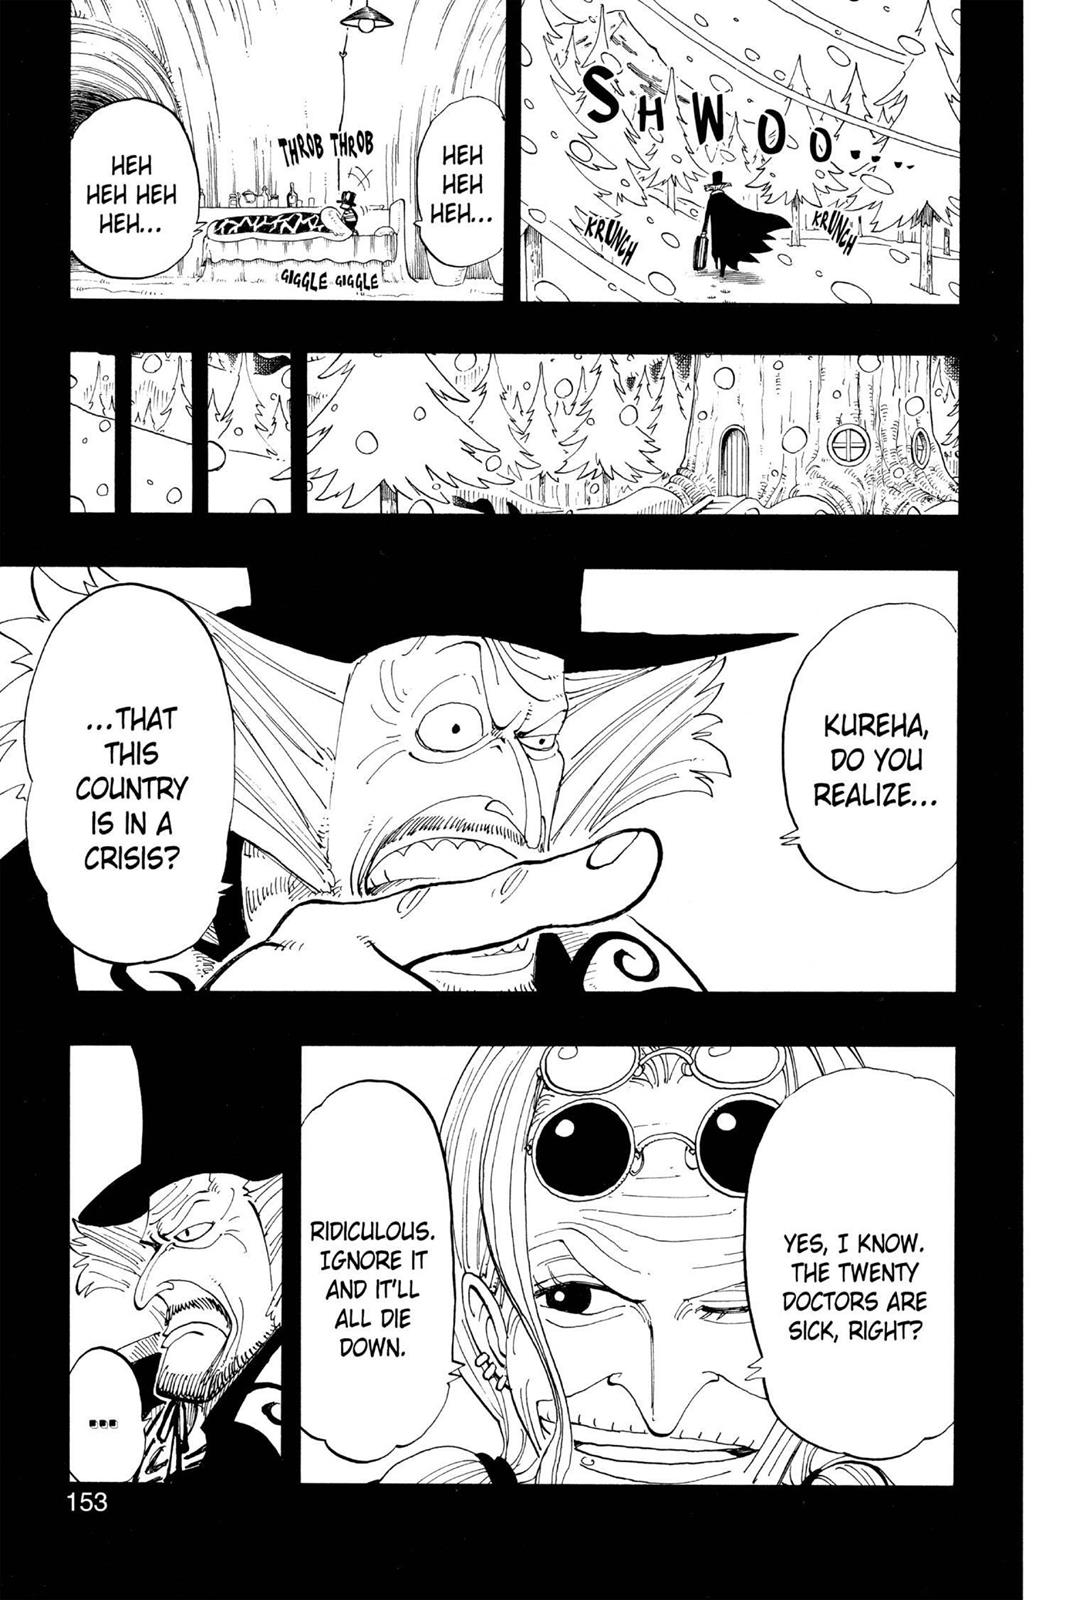 SHWOO....
KRUNCH
KRUNCH
HEH
HEH
HEH...
THROB THROB
GIGGLE GIGGLE
HEH
HEH HEH
HEH...
KUREHA,
DO YOU
REALIZE...
...THAT
THIS
COUNTRY
IS IN A
CRISIS?
YES, I KNOW.
THE TWENTY
DOCTORS ARE
SICK, RIGHT?
RIDICULOUS.
IGNORE IT
AND IT'LL
ALL DIE
DOWN.
...
153